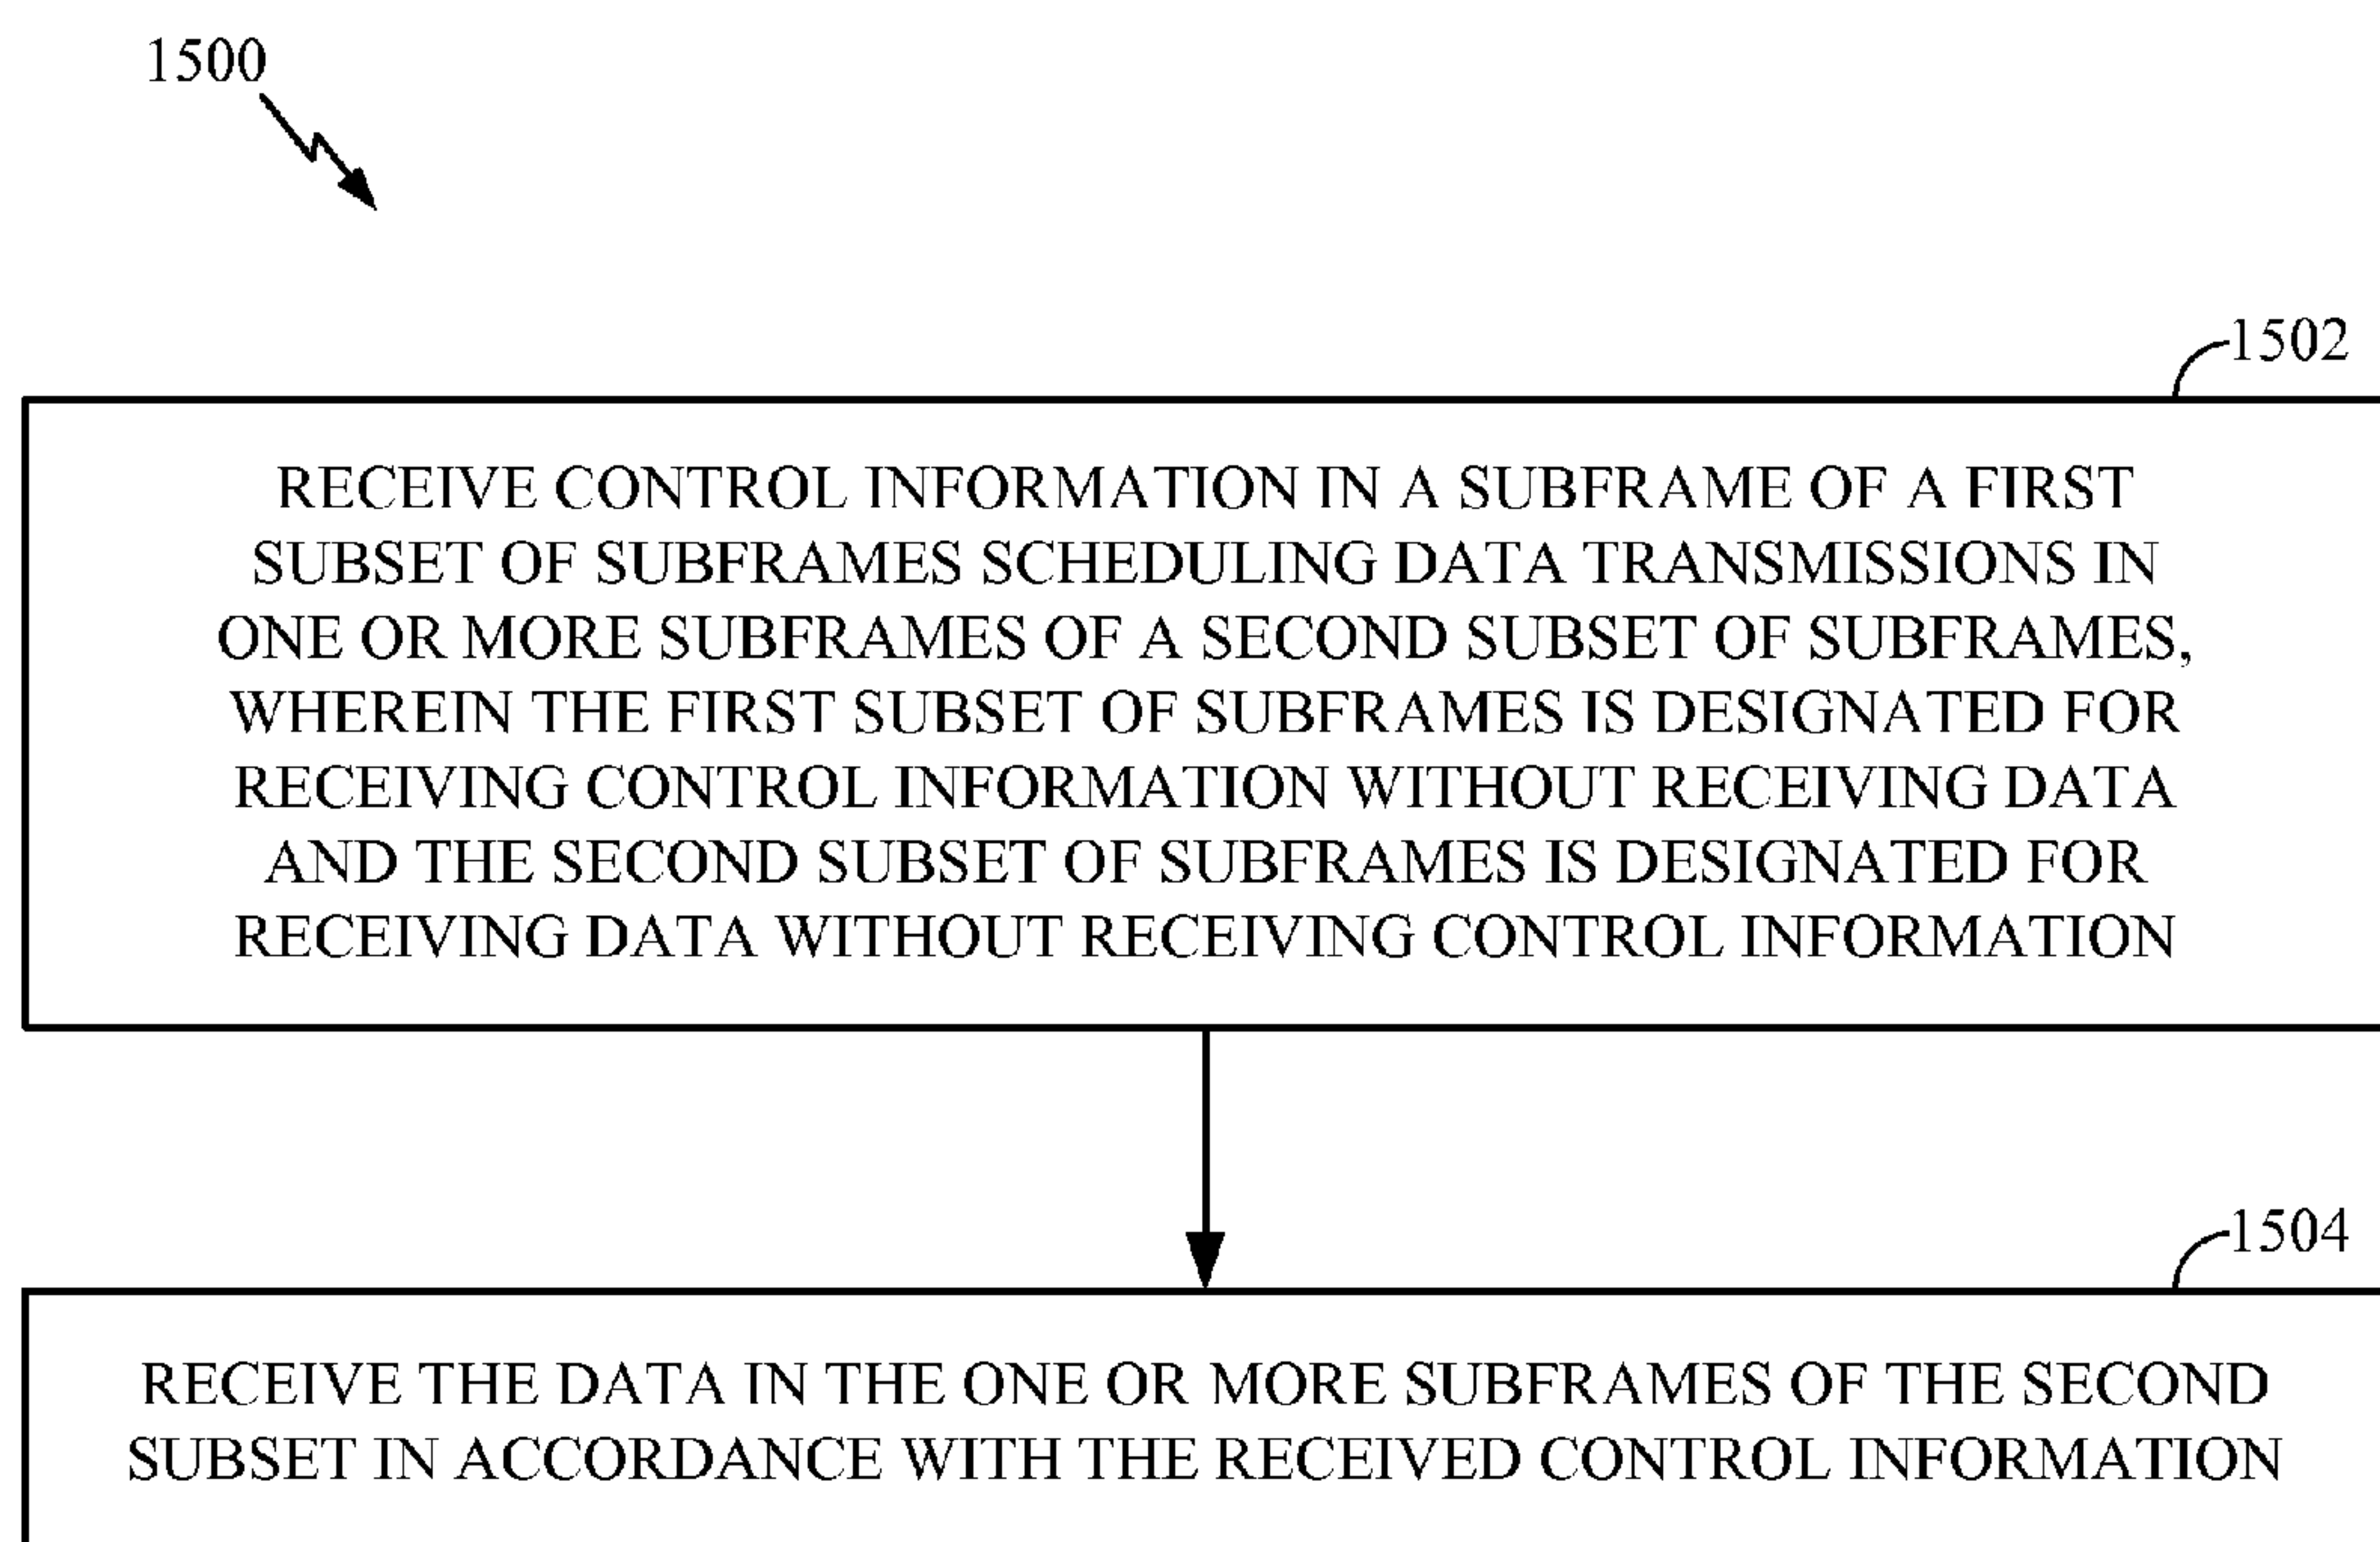 1500
1502
RECEIVE CONTROL INFORMATION IN A SUBFRAME OF A FIRST
SUBSET OF SUBFRAMES SCHEDULING DATA TRANSMISSIONS IN
ONE OR MORE SUBFRAMES OF A SECOND SUBSET OF SUBFRAMES,
WHEREIN THE FIRST SUBSET OF SUBFRAMES IS DESIGNATED FOR
RECEIVING CONTROL INFORMATION WITHOUT RECEIVING DATA
AND THE SECOND SUBSET OF SUBFRAMES IS DESIGNATED FOR
RECEIVING DATA WITHOUT RECEIVING CONTROL INFORMATION
1504
RECEIVE THE DATA IN THE ONE OR MORE SUBFRAMES OF THE SECOND
SUBSET IN ACCORDANCE WITH THE RECEIVED CONTROL INFORMATION